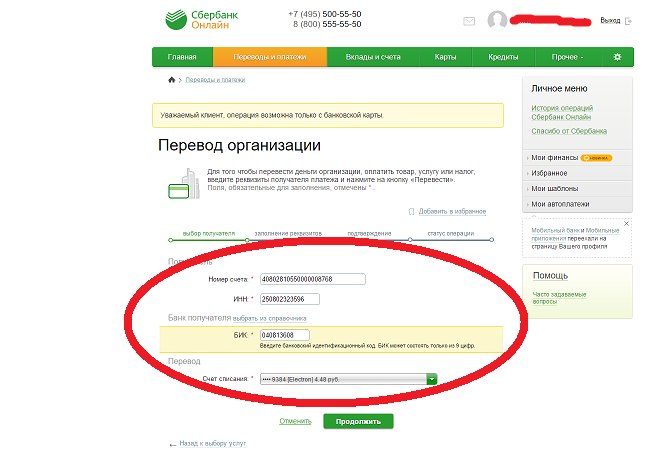 Сбербанк
Онлайн
+7 (495) 500-55-50
8 (800) 555-55-50
Выход
Главная
Переводы и платежи
Вклады и счета
Карты
Кредиты
Прочее
Переводы и платежи
Уважаемый клиент, операция возможна только с банковской карты.
Перевод организации
Для того чтобы перевести деньги организации, оплатить товар, услугу или налог,
введите реквизиты получателя платежа и нажмите на кнопку «Перевести».
Поля, обязательные для заполнения, отмечены * .
Добавить в избранное
выбор получателя
заполнение реквизитов
подтверждение
статус операции
Номер счета: * 40802810550000008768
ИНН: * 250802323596
Банк получателя выбрать из справочника
БИК: * 040813608
Введите банковский идентификационный код. БИК может состоять только из 9 цифр.
Перевод
Счет списания: * •••• 9384 [Electron] 4,48 руб.
Отменить
Продолжить
Назад к выбору услуг
Личное меню
История операций
Сбербанк Онлайн
Спасибо от Сбербанка
Мои финансы НОВИНКА
Избранное
Мои шаблоны
Мои автоплатежи
Мобильный банк и Мобильные
приложения переехали на
страницу Вашего профиля
Помощь
Часто задаваемые
вопросы